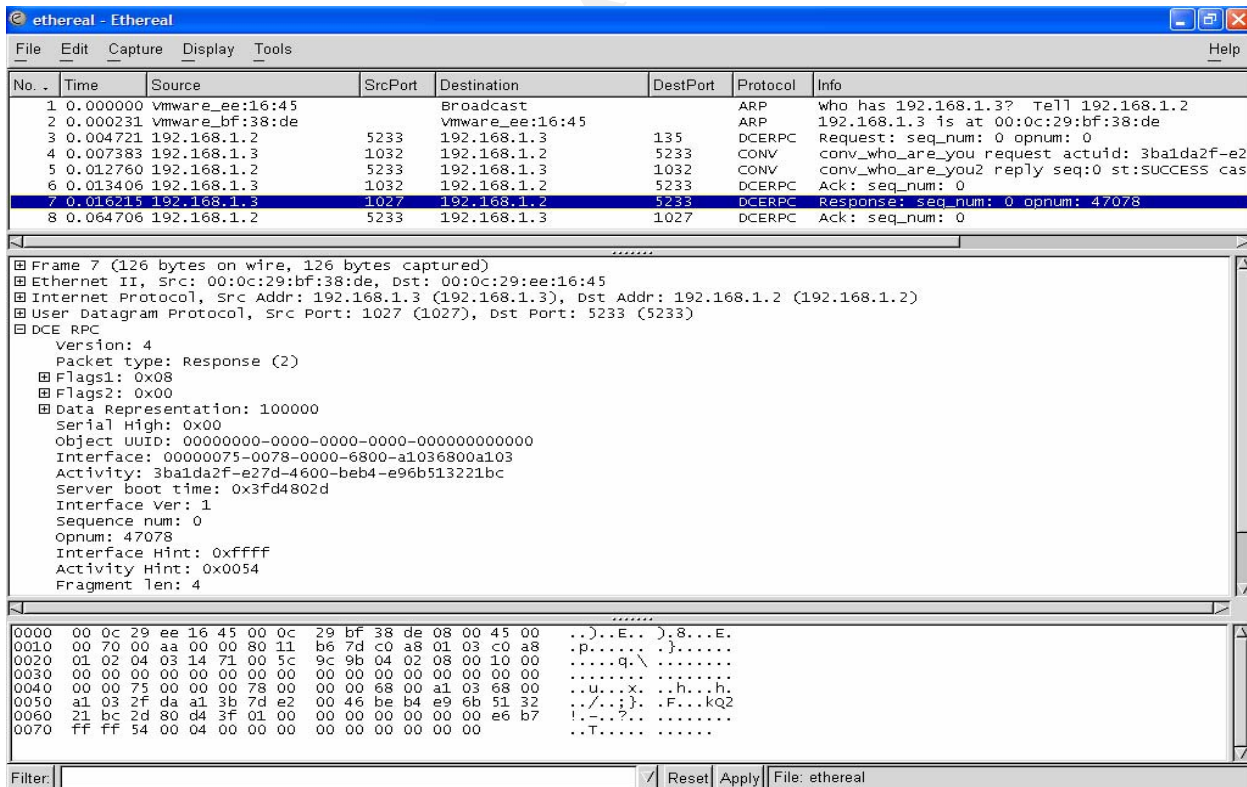 ethereal - Ethereal
File Edit Capture Display Tools Help
No. . Time Source SrcPort Destination DestPort Protocol Info
1 0.000000 Vmware_ee:16:45 Broadcast ARP Who has 192.168.1.3? Tell 192.168.1.2
2 0.000231 Vmware_bf:38:de Vmware_ee:16:45 ARP 192.168.1.3 is at 00:0c:29:bf:38:de
3 0.004721 192.168.1.2 5233 192.168.1.3 135 DCERPC Request: seq_num: 0 opnum: 0
4 0.007383 192.168.1.3 1032 192.168.1.2 5233 CONV conv_who_are_you request actuid: 3ba1da2f-e2
5 0.012760 192.168.1.2 5233 192.168.1.3 1032 CONV conv_who_are_you2 reply seq:0 st:SUCCESS cas
6 0.013406 192.168.1.3 1032 192.168.1.2 5233 DCERPC Ack: seq_num: 0
7 0.016215 192.168.1.3 1027 192.168.1.2 5233 DCERPC Response: seq_num: 0 opnum: 47078
8 0.064706 192.168.1.2 5233 192.168.1.3 1027 DCERPC Ack: seq_num: 0
Frame 7 (126 bytes on wire, 126 bytes captured)
Ethernet II, Src: 00:0c:29:bf:38:de, Dst: 00:0c:29:ee:16:45
Internet Protocol, Src Addr: 192.168.1.3 (192.168.1.3), Dst Addr: 192.168.1.2 (192.168.1.2)
User Datagram Protocol, Src Port: 1027 (1027), Dst Port: 5233 (5233)
DCE RPC
Version: 4
Packet type: Response (2)
Flags1: 0x08
Flags2: 0x00
Data Representation: 100000
Serial High: 0x00
Object UUID: 00000000-0000-0000-0000-000000000000
Interface: 00000075-0078-0000-6800-a1036800a103
Activity: 3ba1da2f-e27d-4600-beb4-e96b513221bc
Server boot time: 0x3fd4802d
Interface Ver: 1
Sequence num: 0
Opnum: 47078
Interface Hint: 0xffff
Activity Hint: 0x0054
Fragment len: 4
0000 00 0c 29 ee 16 45 00 0c 29 bf 38 de 08 00 45 00 ..)..E.. ).8...E.
0010 00 70 00 aa 00 00 80 11 b6 7d c0 a8 01 03 c0 a8 .p...... .}......
0020 01 02 04 03 14 71 00 5c 9c 9b 04 02 08 00 10 00 .....q.\ ........
0030 00 00 00 00 00 00 00 00 00 00 00 00 00 00 00 00 ........ ........
0040 00 00 75 00 00 00 78 00 00 00 68 00 a1 03 68 00 ..u...x. ..h...h.
0050 a1 03 2f da a1 3b 7d e2 00 46 be b4 e9 6b 51 32 ../..;}. .F...kQ2
0060 21 bc 2d 80 d4 3f 01 00 00 00 00 00 00 00 e6 b7 !.-..?.. ........
0070 ff ff 54 00 04 00 00 00 00 00 00 00 00 00 ..T..... ......
Filter: Reset Apply File: ethereal